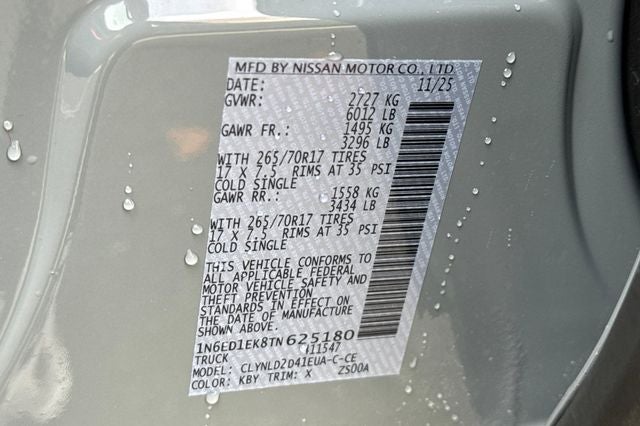 MFD BY NISSAN MOTOR CO., LTD.
DATE: 11/25
GVWR: 2727 KG
6012 LB
GAWR FR.: 1495 KG
3296 LB
WITH 265/70R17 TIRES
17 X 7.5 RIMS AT 35 PSI
COLD SINGLE
GAWR RR.: 1558 KG
3434 LB
WITH 265/70R17 TIRES
17 X 7.5 RIMS AT 35 PSI
COLD SINGLE
THIS VEHICLE CONFORMS TO
ALL APPLICABLE FEDERAL
MOTOR VEHICLE SAFETY AND
THEFT PREVENTION
STANDARDS IN EFFECT ON
THE DATE OF MANUFACTURE
SHOWN ABOVE.
1N6ED1EK8TN625180
TRUCK 111547
MODEL: CLYNLD2D41EUA-C-CE
COLOR: KBY TRIM: X ZS00A